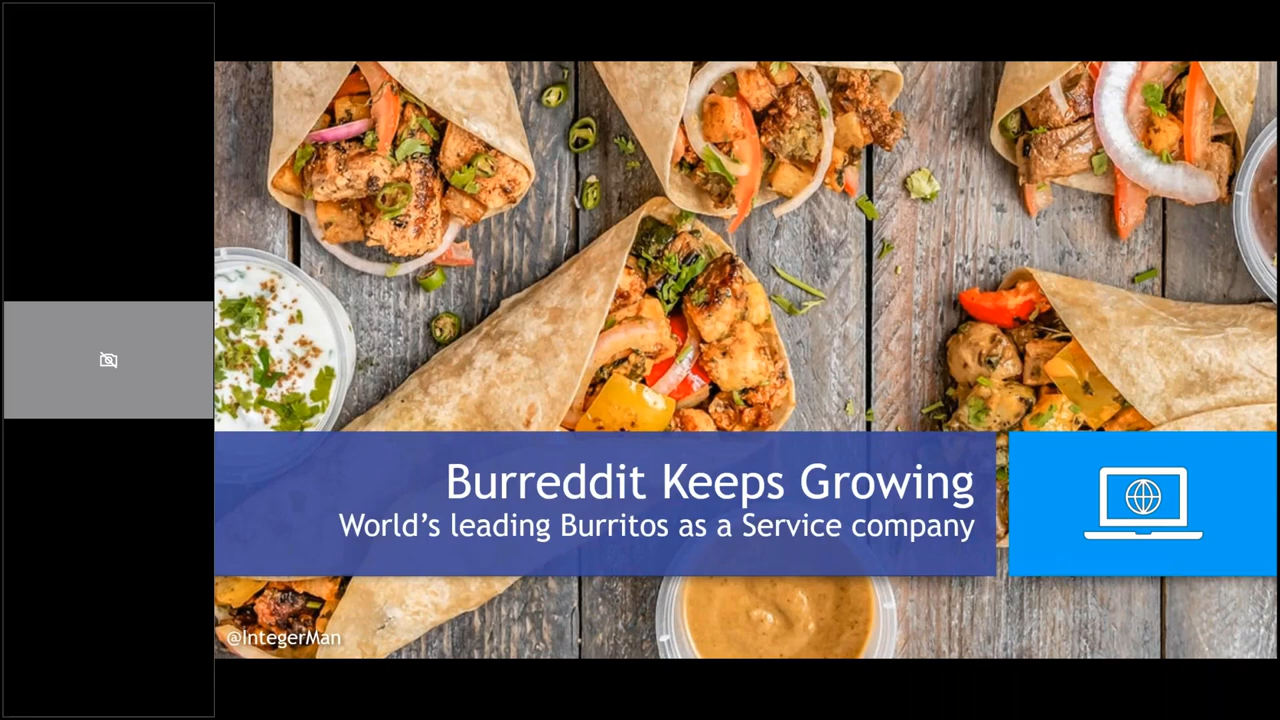 Burreddit Keeps Growing
World's leading Burritos as a Service company
@IntegerMan